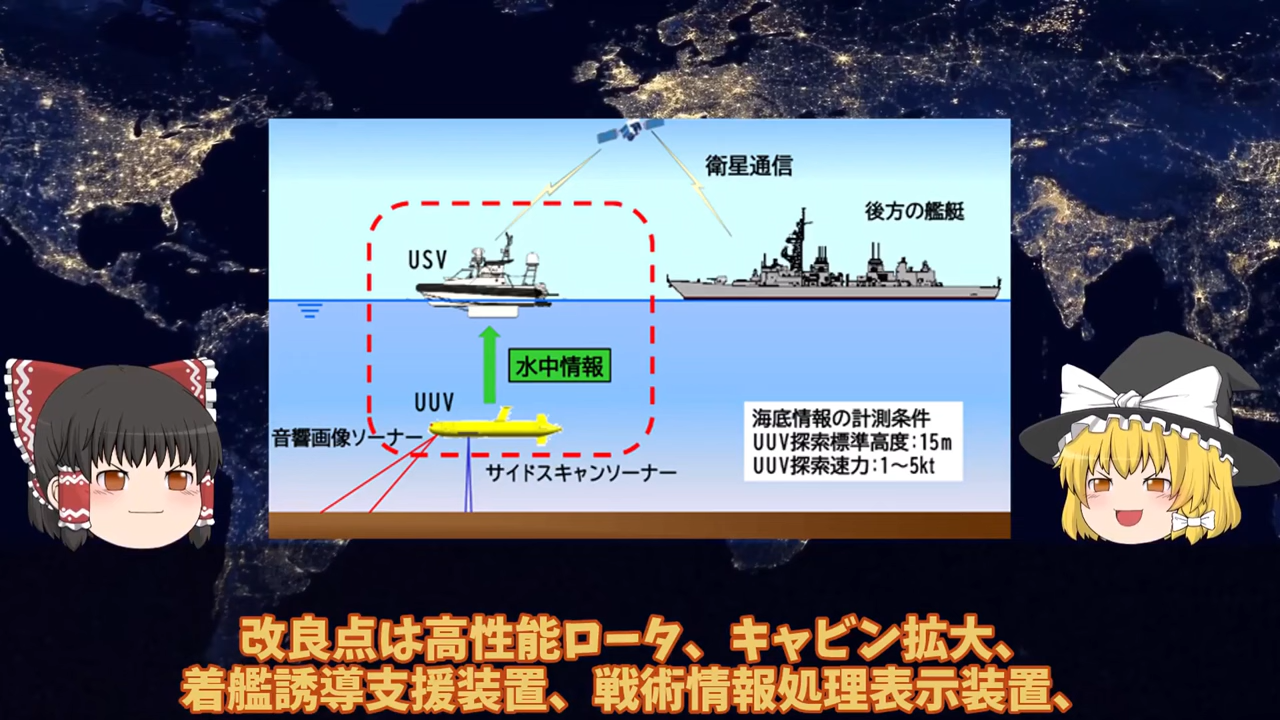 衛星通信
後方の艦艇
USV
水中情報
UUV
音響画像ソーナー
サイドスキャンソーナー
海底情報の計測条件
UUV探索標準高度:15m
UUV探索速力:1~5kt
改良点は高性能ロータ、キャビン拡大、
着艦誘導支援装置、戦術情報処理表示装置、